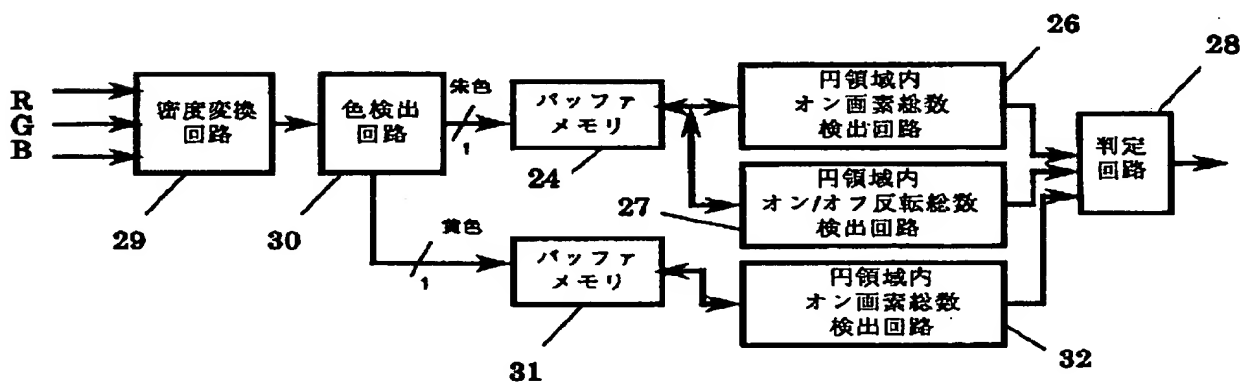 26
28
円領域内
オン画素総数
検出回路
R
G
B
密度変換
回路
29
色検出
回路
30
朱色
1
バッファ
メモリ
24
判定
回路
円領域内
オン/オフ反転総数
検出回路
27
黄色
1
バッファ
メモリ
31
円領域内
オン画素総数
検出回路
32